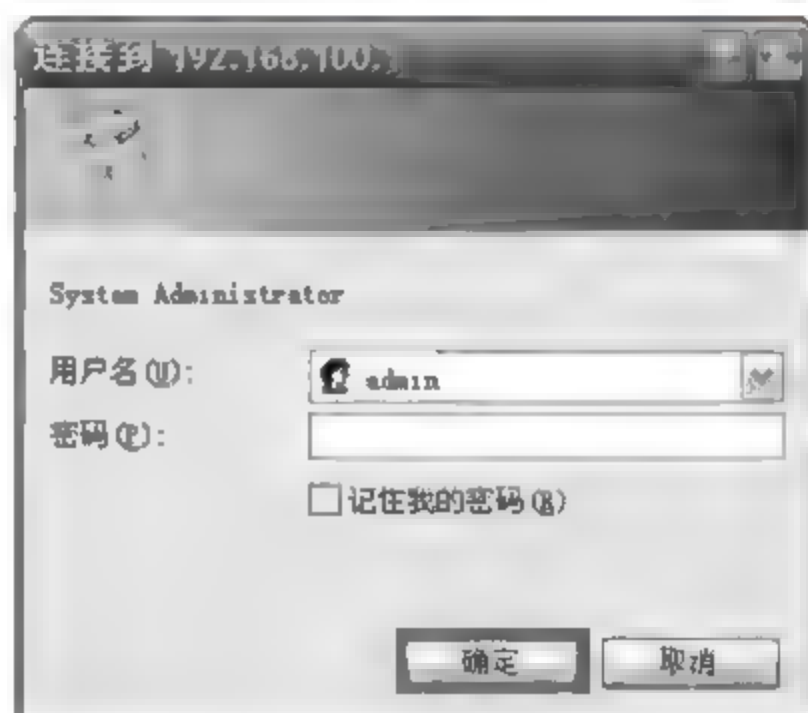 连接到 192.168.100.1
System Administrator
用户名(U):
admin
密码(P):
记住我的密码(R)
确定 取消